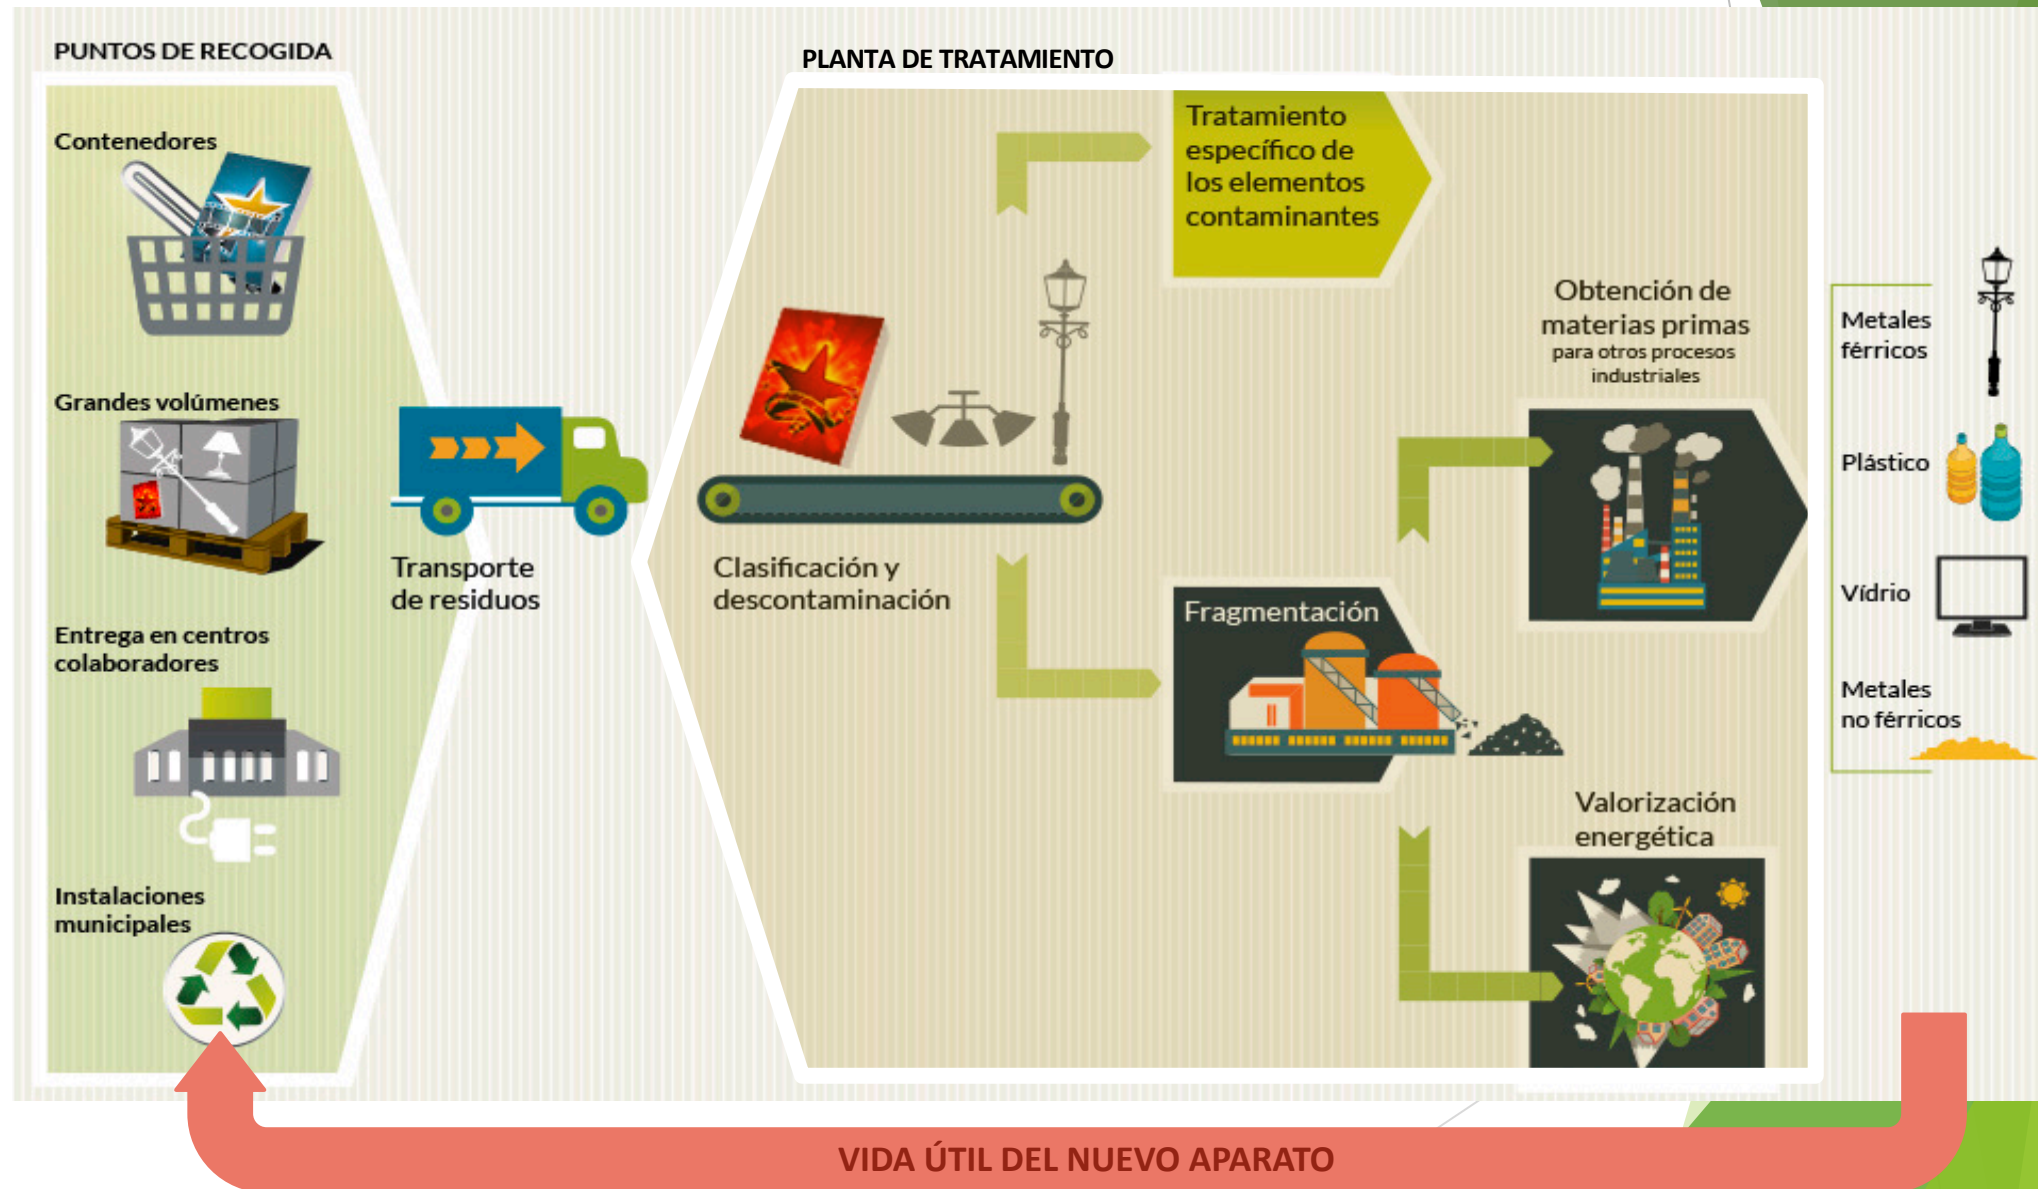 PUNTOS DE RECOGIDA
Contenedores
Grandes volúmenes
Entrega en centros
colaboradores
Instalaciones
municipales
Transporte
de residuos
PLANTA DE TRATAMIENTO
Clasificación y
descontaminación
Tratamiento
específico de
los elementos
contaminantes
Fragmentación
Obtención de
materias primas
para otros procesos
industriales
Valorización
energética
Metales
férricos
Plástico
Vídrio
Metales
no férricos
VIDA ÚTIL DEL NUEVO APARATO